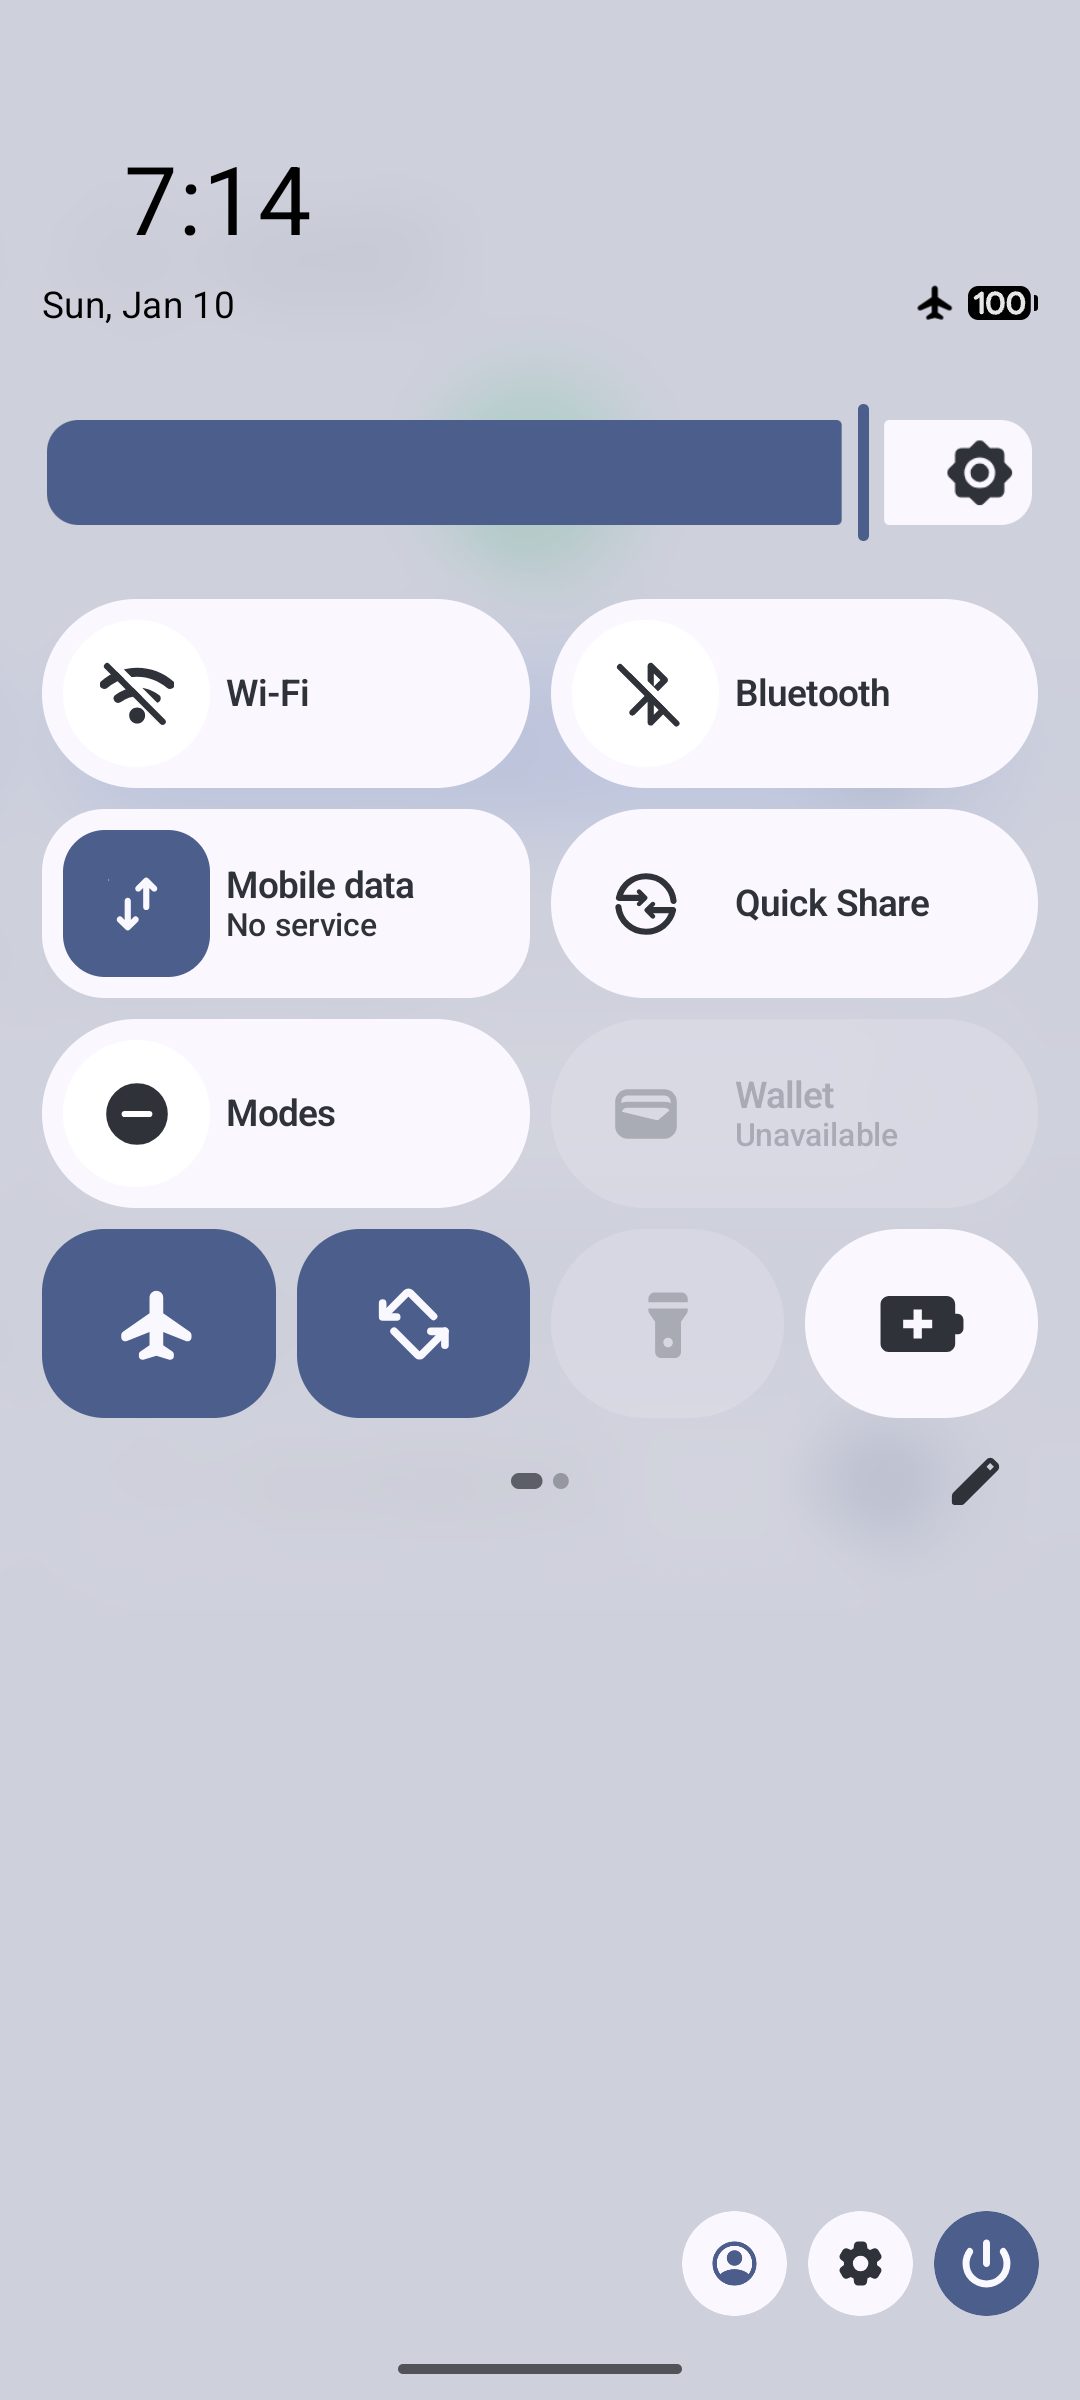 7:14
Sun, Jan 10
100
Wi-Fi
Bluetooth
Mobile data
No service
Quick Share
Modes
Wallet
Unavailable